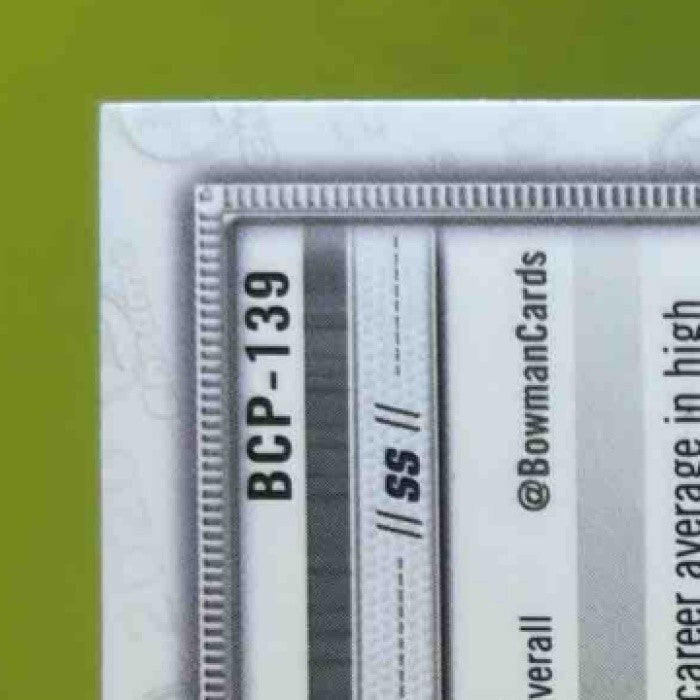 BCP-139
// SS //
@BowmanCards
verall
career average in high